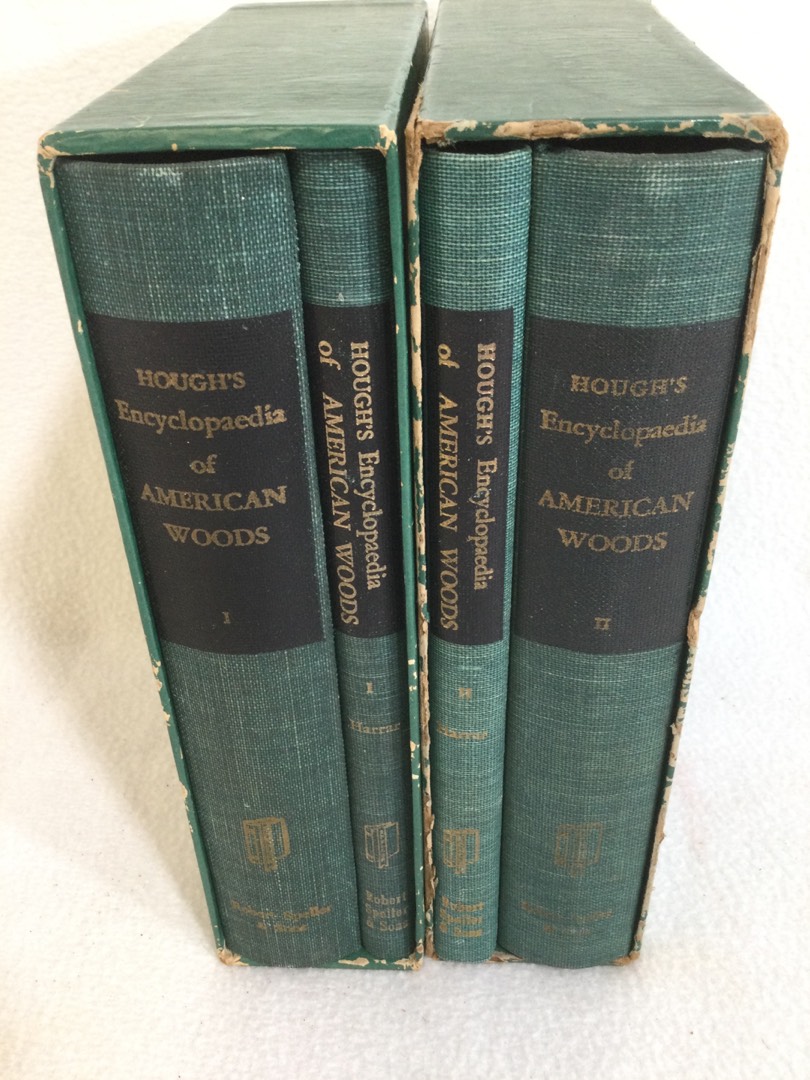 HOUGH'S
Encyclopaedia
of
AMERICAN
WOODS
I
Robert Speller
& Sons
HOUGH'S Encyclopaedia
of AMERICAN WOODS
I
Harrar
Robert
Speller
& Sons
HOUGH'S Encyclopaedia
of AMERICAN WOODS
II
Harrar
Robert
Speller
& Sons
HOUGH'S
Encyclopaedia
of
AMERICAN
WOODS
II